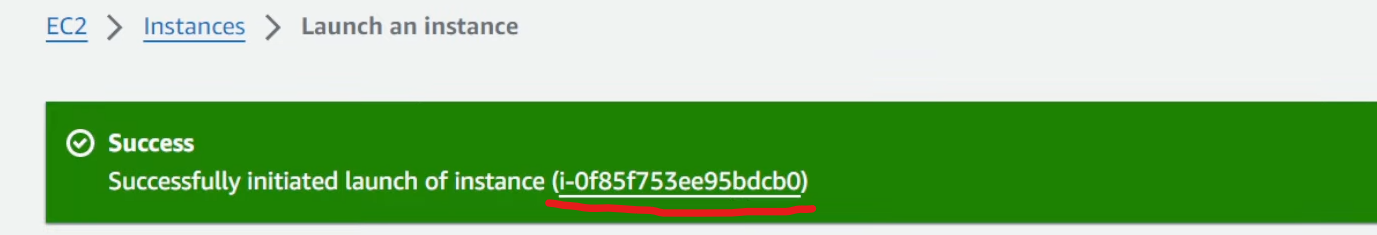 EC2 > Instances > Launch an instance
Success
Successfully initiated launch of instance (i-0f85f753ee95bdcb0)